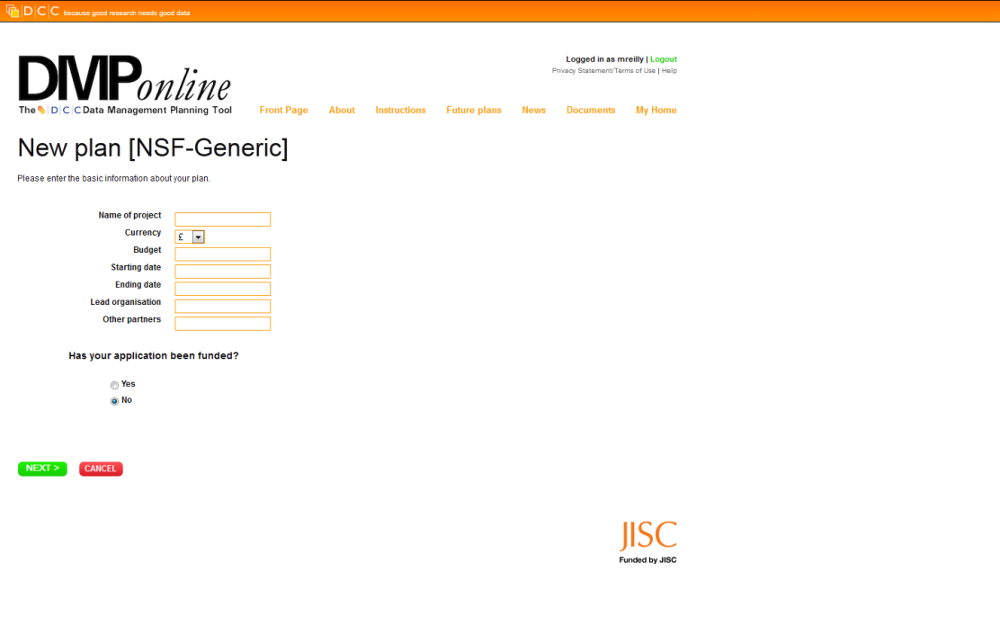 D|C|C because good research needs good data
Logged in as mreilly | Logout
Privacy Statement/Terms of Use | Help
DMPonline
The D|C|C Data Management Planning Tool
Front Page About Instructions Future plans News Documents My Home
New plan [NSF-Generic]
Please enter the basic information about your plan.
Name of project
Currency £
Budget
Starting date
Ending date
Lead organisation
Other partners
Has your application been funded?
Yes
No
NEXT > CANCEL
JISC
Funded by JISC